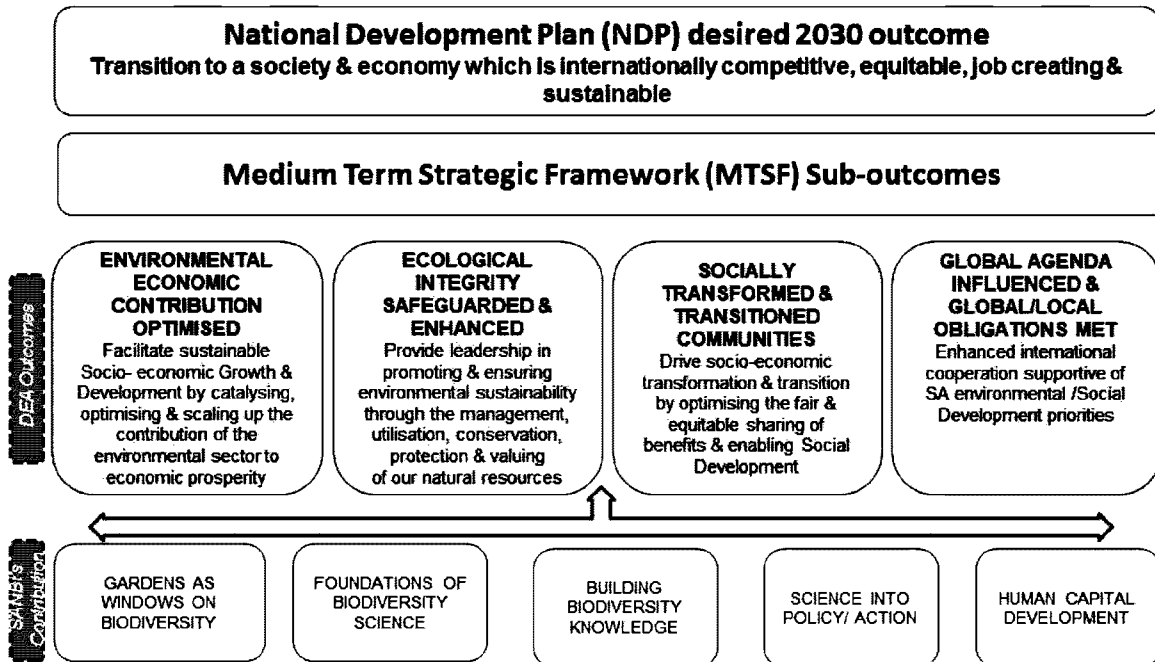 National Development Plan (NDP) desired 2030 outcome
Transition to a society & economy which is internationally competitive, equitable, job creating &
sustainable
Medium Term Strategic Framework (MTSF) Sub-outcomes
DEA Outcomes
ENVIRONMENTAL
ECONOMIC
CONTRIBUTION
OPTIMISED
Facilitate sustainable
Socio- economic Growth &
Development by catalysing,
optimising & scaling up the
contribution of the
environmental sector to
economic prosperity
ECOLOGICAL
INTEGRITY
SAFEGUARDED &
ENHANCED
Provide leadership in
promoting & ensuring
environmental sustainability
through the management,
utilisation, conservation,
protection & valuing
of our natural resources
SOCIALLY
TRANSFORMED &
TRANSITIONED
COMMUNITIES
Drive socio-economic
transformation & transition
by optimising the fair &
equitable sharing of
benefits & enabling Social
Development
GLOBAL AGENDA
INFLUENCED &
GLOBAL/LOCAL
OBLIGATIONS MET
Enhanced international
cooperation supportive of
SA environmental /Social
Development priorities
SANBI's
Contribution
GARDENS AS
WINDOWS ON
BIODIVERSITY
FOUNDATIONS OF
BIODIVERSITY
SCIENCE
BUILDING
BIODIVERSITY
KNOWLEDGE
SCIENCE INTO
POLICY/ ACTION
HUMAN CAPITAL
DEVELOPMENT